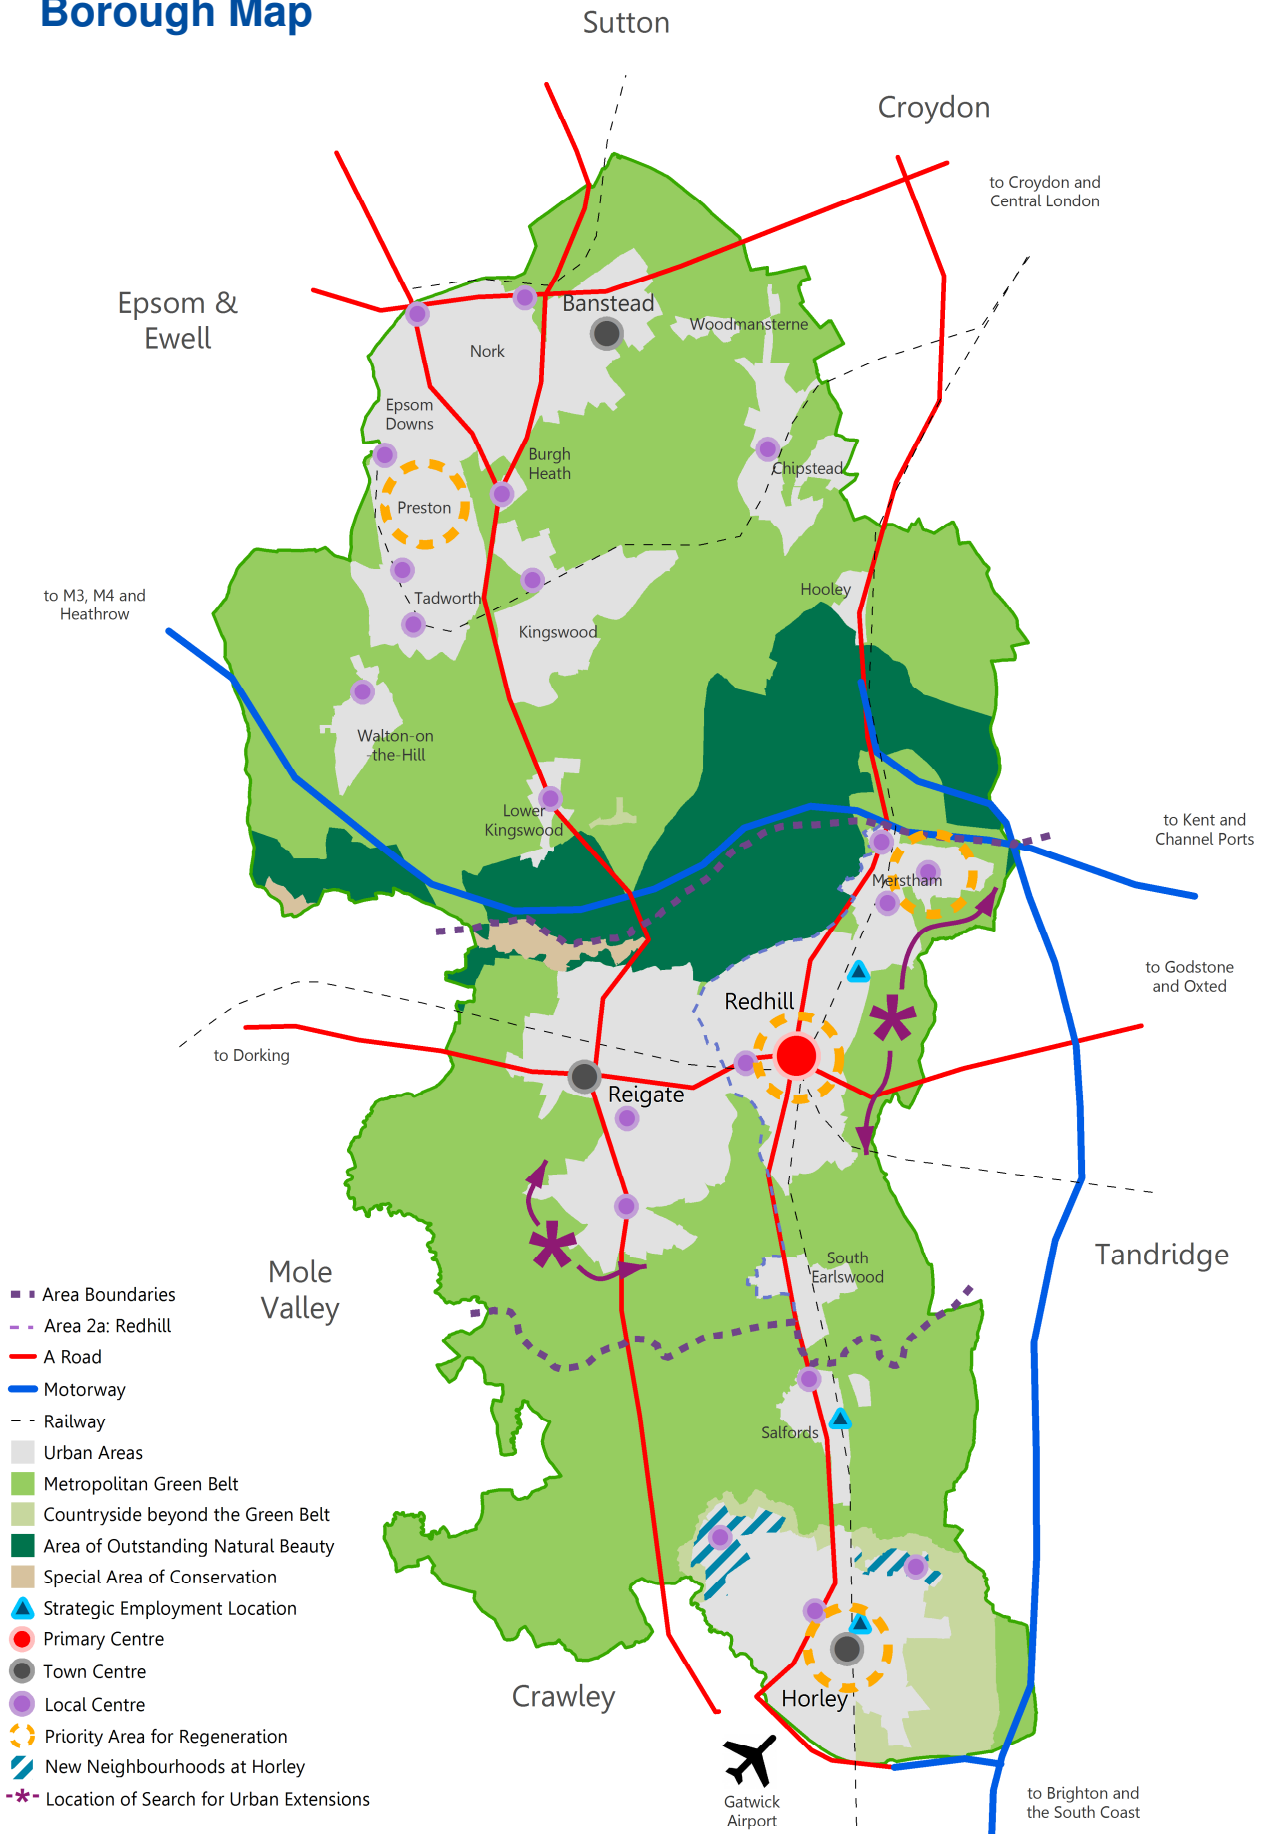 Borough Map
Sutton
Croydon
to Croydon and
Central London
Epsom &
Ewell
Banstead
Woodmansterne
Nork
Epsom
Downs
Burgh
Heath
Chipstead
Preston
to M3, M4 and
Heathrow
Hooley
Tadworth
Kingswood
Walton-on
-the-Hill
Lower
Kingswood
to Kent and
Channel Ports
Merstham
to Godstone
and Oxted
Redhill
to Dorking
Reigate
Tandridge
South
Earlswood
Mole
Valley
Salfords
Crawley
Horley
Gatwick
Airport
to Brighton and
the South Coast
Area Boundaries
Area 2a: Redhill
A Road
Motorway
Railway
Urban Areas
Metropolitan Green Belt
Countryside beyond the Green Belt
Area of Outstanding Natural Beauty
Special Area of Conservation
Strategic Employment Location
Primary Centre
Town Centre
Local Centre
Priority Area for Regeneration
New Neighbourhoods at Horley
Location of Search for Urban Extensions